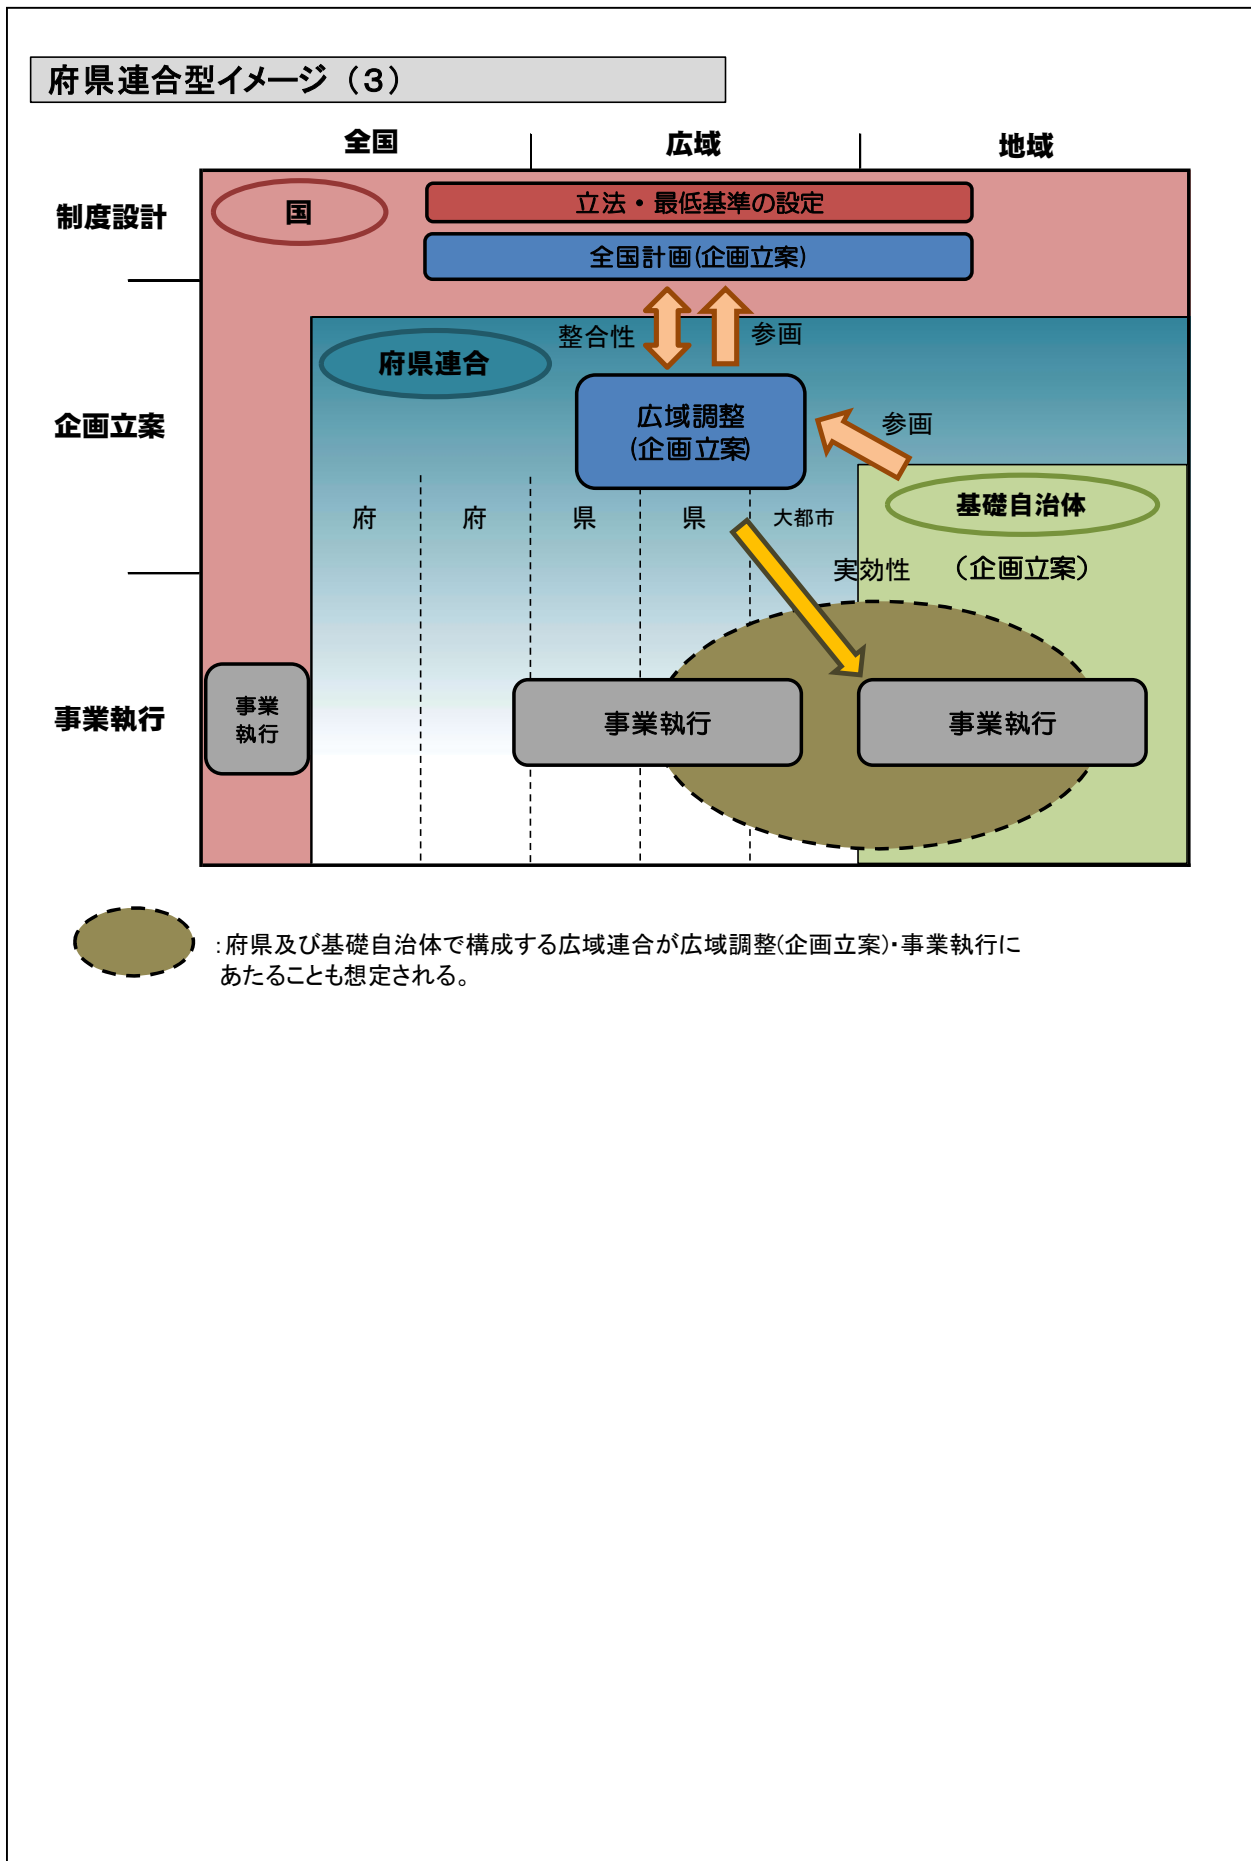 府県連合型イメージ（３）
全国
広域
地域
制度設計
国
立法・最低基準の設定
全国計画(企画立案)
整合性
参画
府県連合
企画立案
広域調整
(企画立案)
参画
府
府
県
県
大都市
基礎自治体
実効性
（企画立案）
事業執行
事業
執行
事業執行
事業執行
：府県及び基礎自治体で構成する広域連合が広域調整(企画立案)・事業執行に
あたることも想定される。